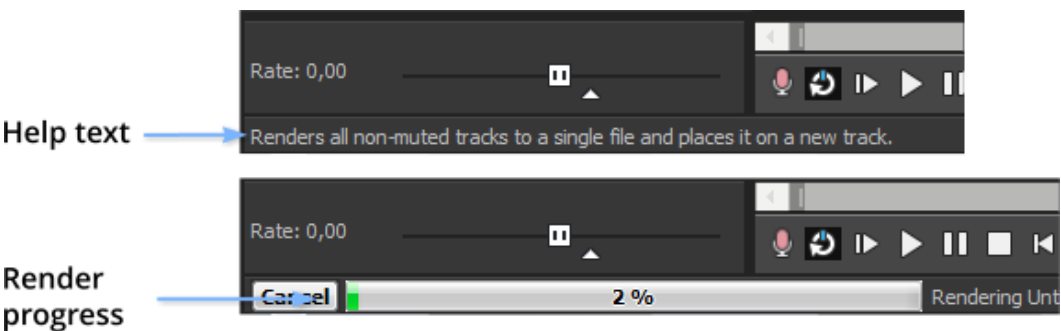 Rate: 0,00
Help text
Renders all non-muted tracks to a single file and places it on a new track.
Rate: 0,00
Render
progress
Cancel
2 %
Rendering Unt